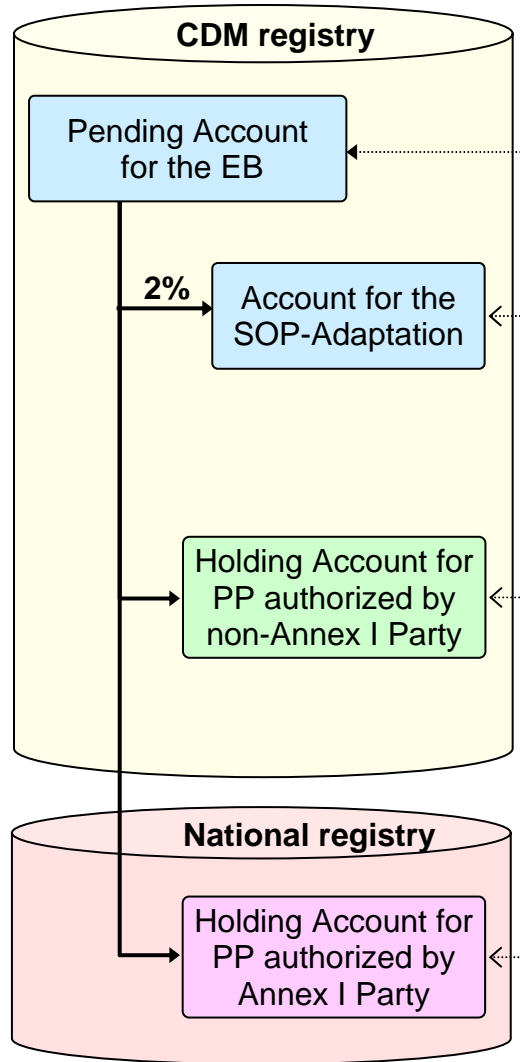 CDM registry
Pending Account
for the EB
2%
Account for the
SOP-Adaptation
Holding Account for
PP authorized by
non-Annex I Party
National registry
Holding Account for
PP authorized by
Annex I Party